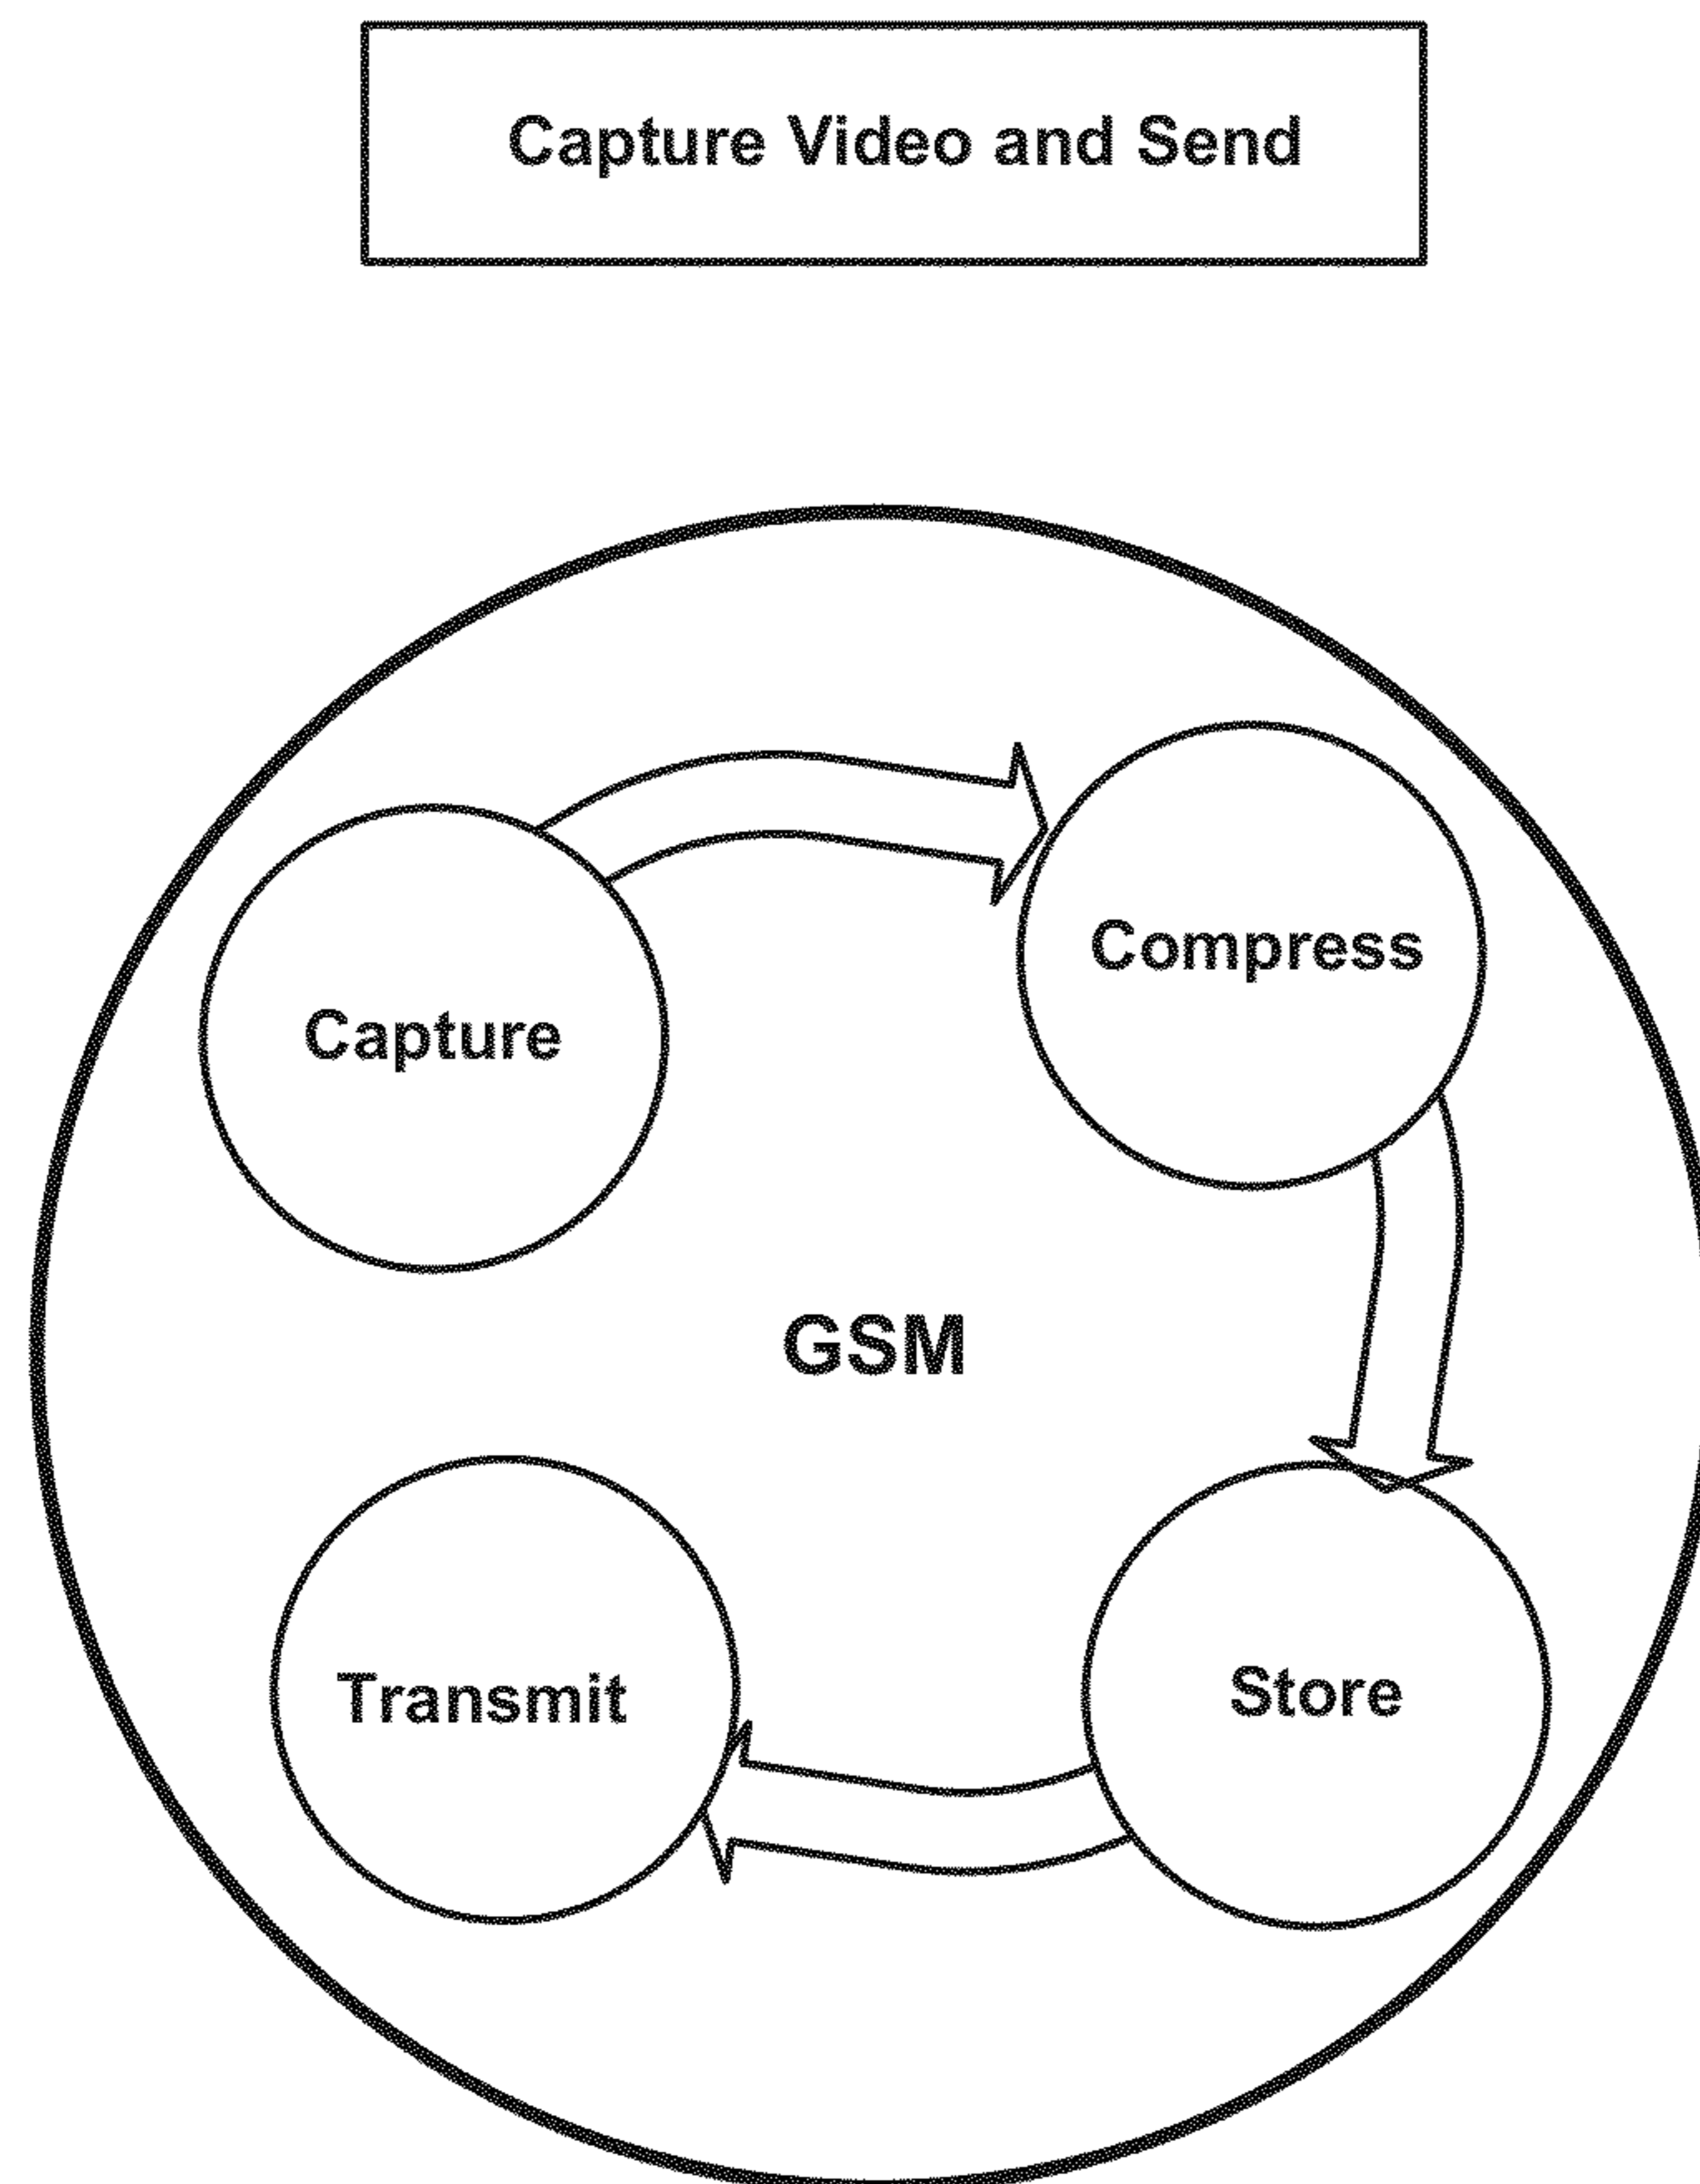 Capture Video and Send
Compress
Capture
GSM
Transmit
Store